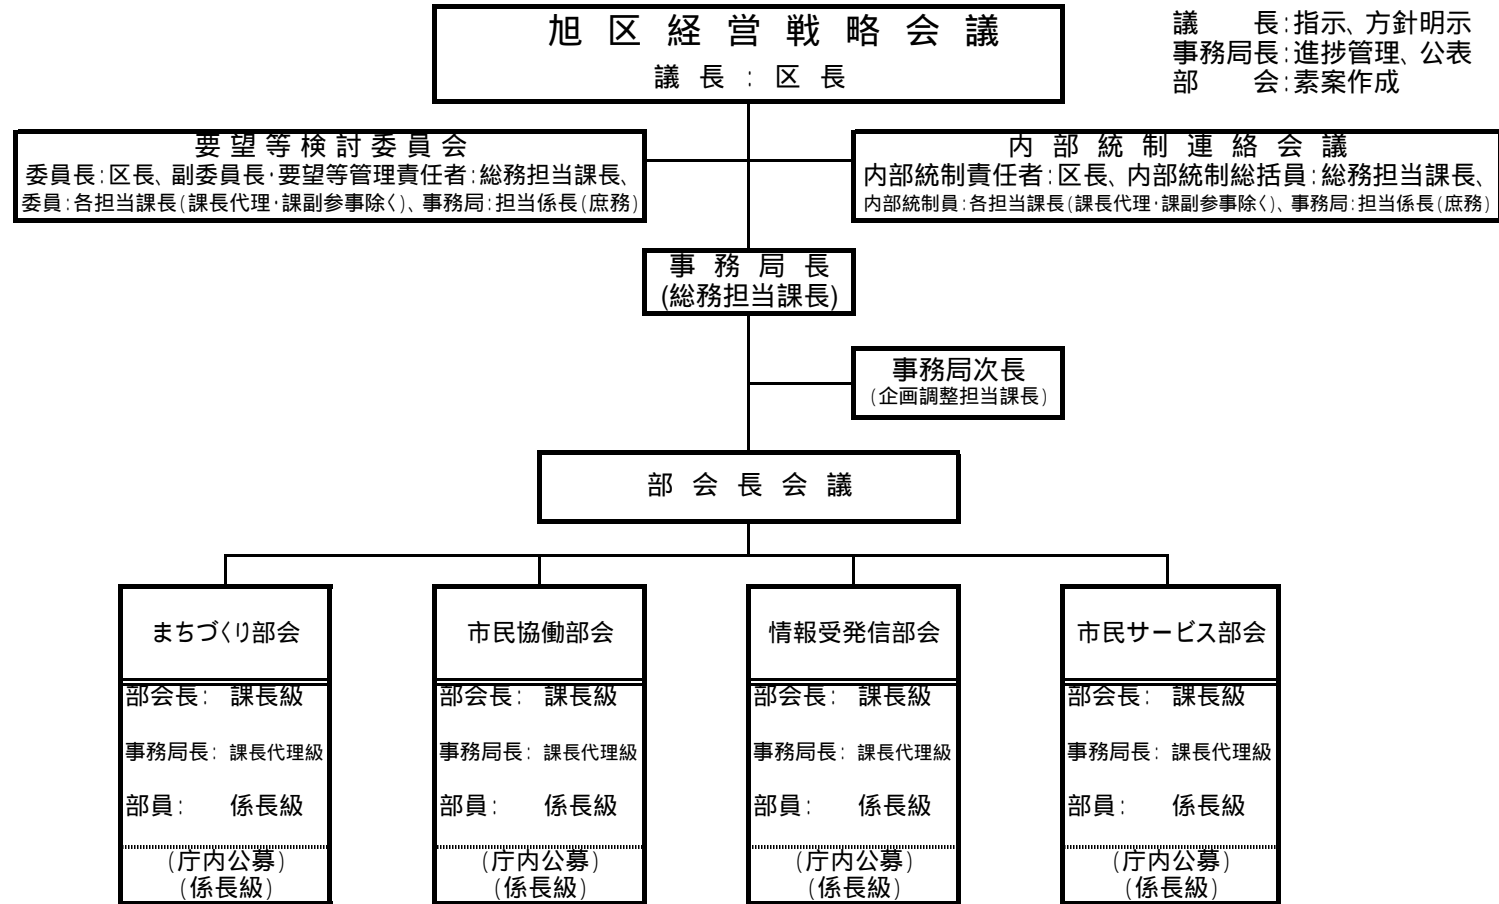 旭区経営戦略会議
議長：区長
議　　長：指示、方針明示
事務局長：進捗管理、公表
部　　会：素案作成
要望等検討委員会
委員長：区長、副委員長・要望等管理責任者：総務担当課長、
委員：各担当課長(課長代理・課副参事除く)、事務局：担当係長(庶務)
内部統制連絡会議
内部統制責任者：区長、内部統制総括員：総務担当課長、
内部統制員：各担当課長(課長代理・課副参事除く)、事務局：担当係長(庶務)
事務局長
(総務担当課長)
事務局次長
(企画調整担当課長)
部会長会議
まちづくり部会
部会長：　課長級
事務局長：課長代理級
部員：　係長級
(庁内公募)
(係長級)
市民協働部会
部会長：　課長級
事務局長：課長代理級
部員：　係長級
(庁内公募)
(係長級)
情報受発信部会
部会長：　課長級
事務局長：課長代理級
部員：　係長級
(庁内公募)
(係長級)
市民サービス部会
部会長：　課長級
事務局長：課長代理級
部員：　係長級
(庁内公募)
(係長級)